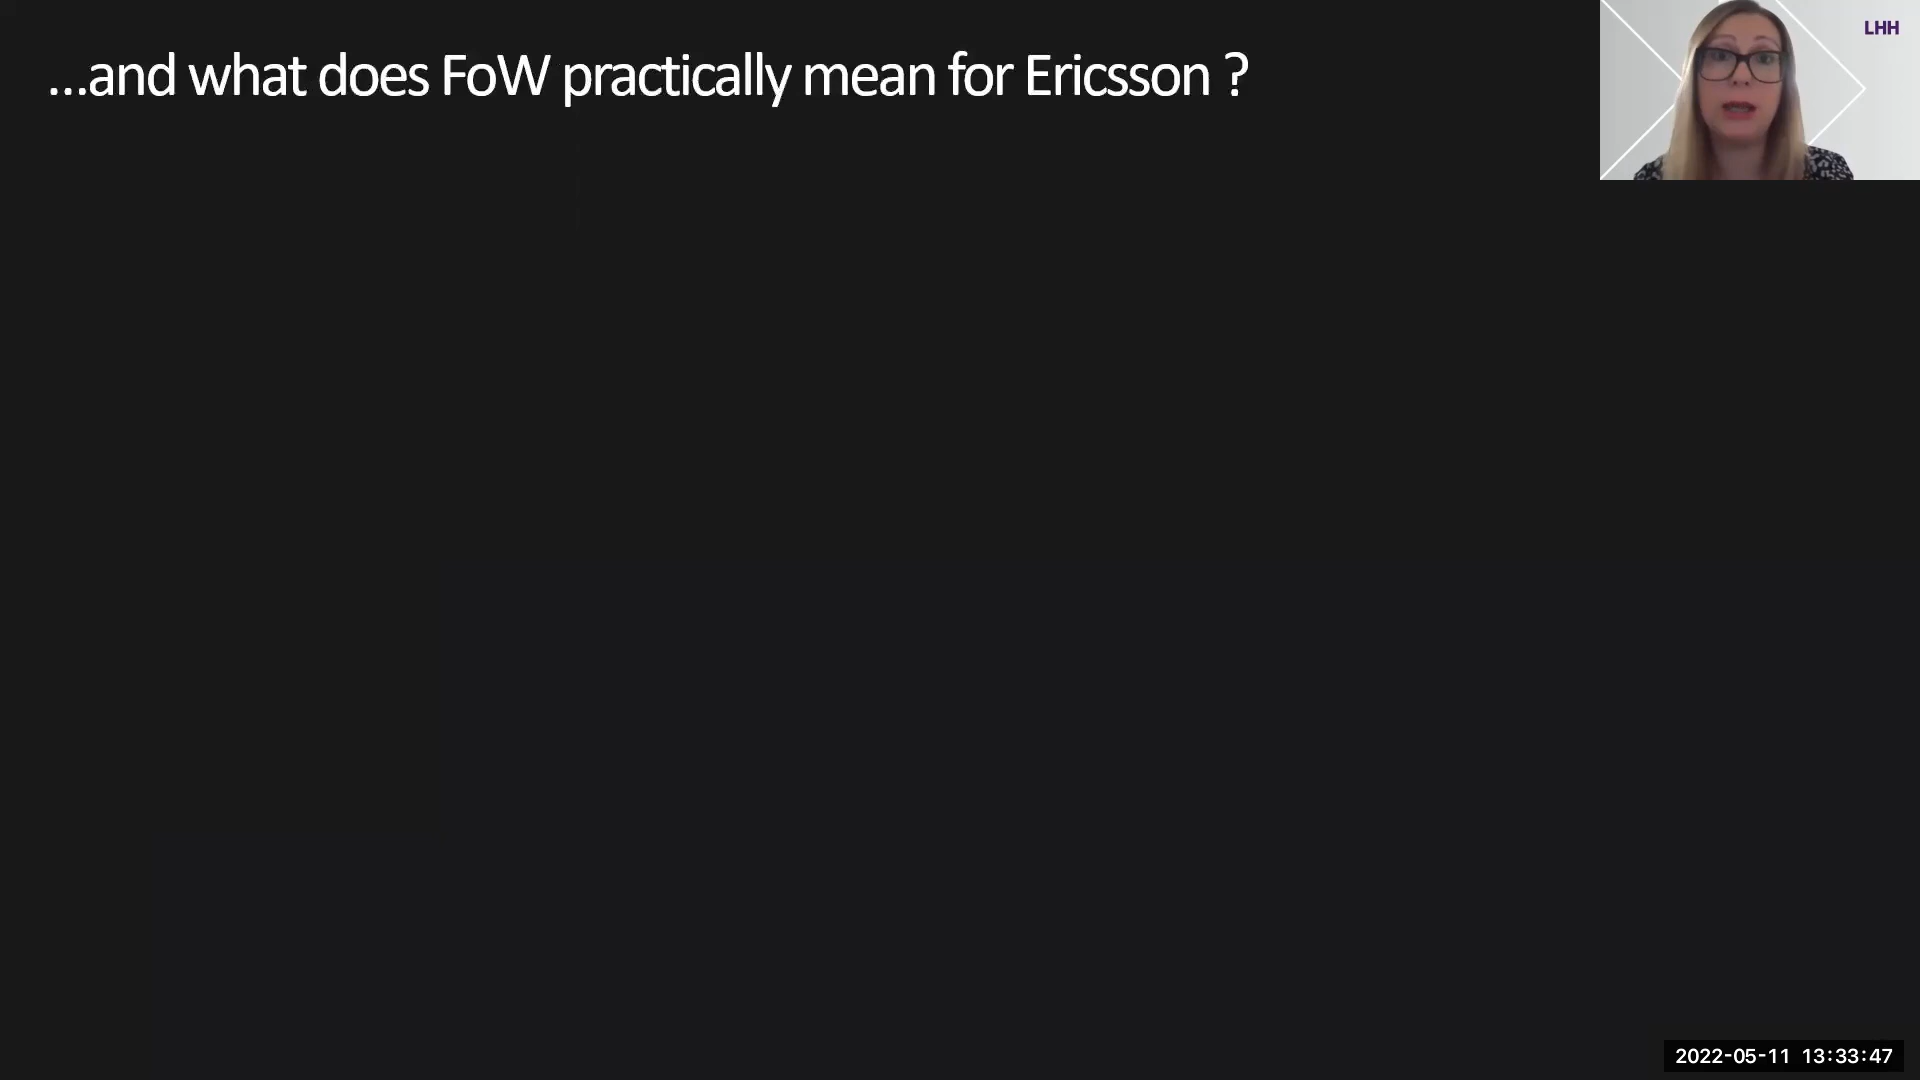 ...and what does FoW practically mean for Ericsson ?
LHH
2022-05-11 13:33:47